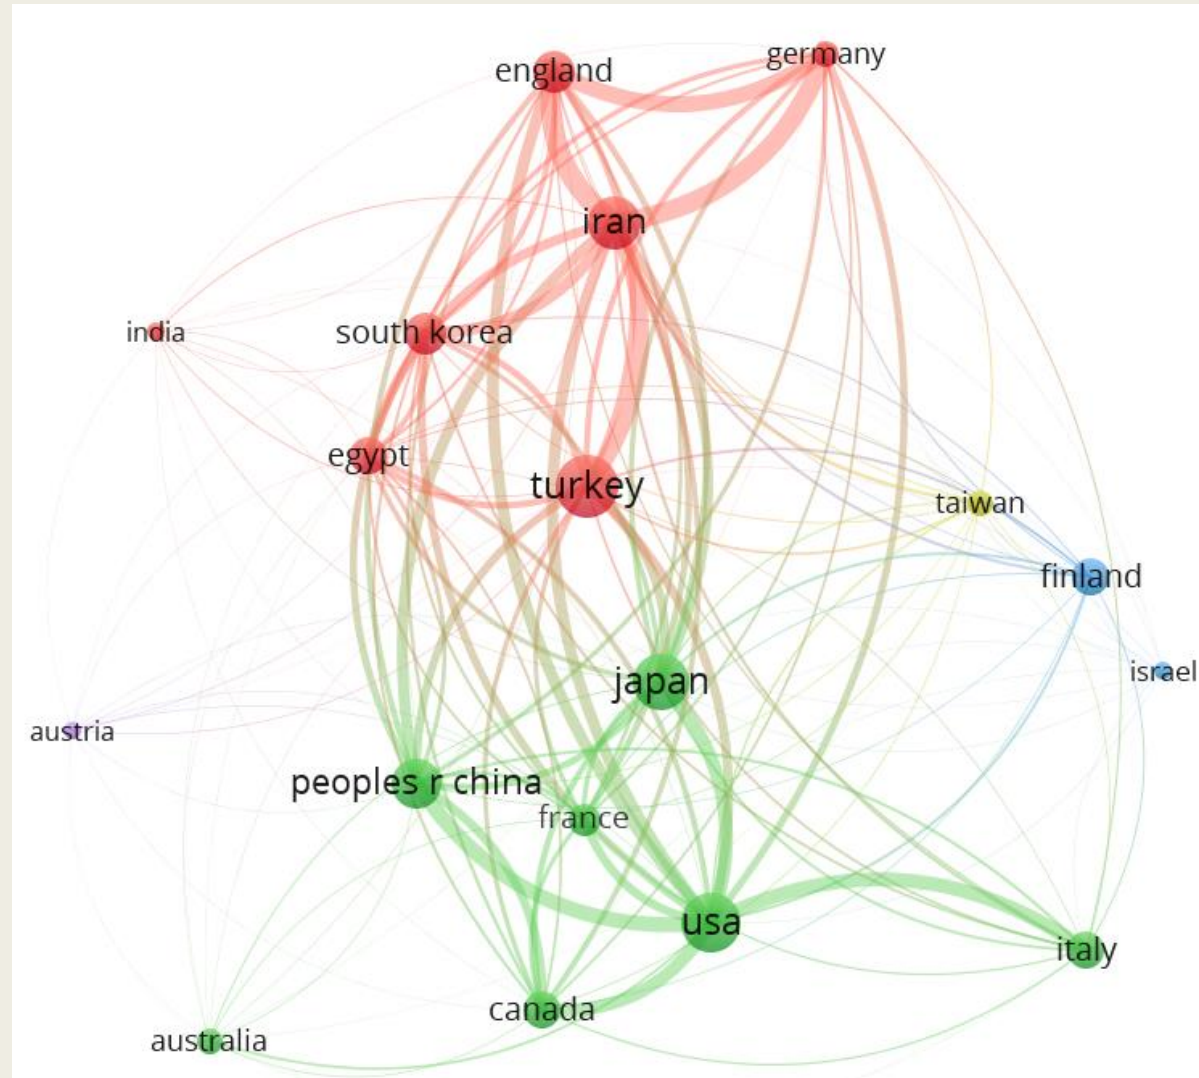 germany
england
iran
india
south korea
egypt
turkey
taiwan
finland
israel
japan
austria
peoples r china
france
usa
italy
canada
australia